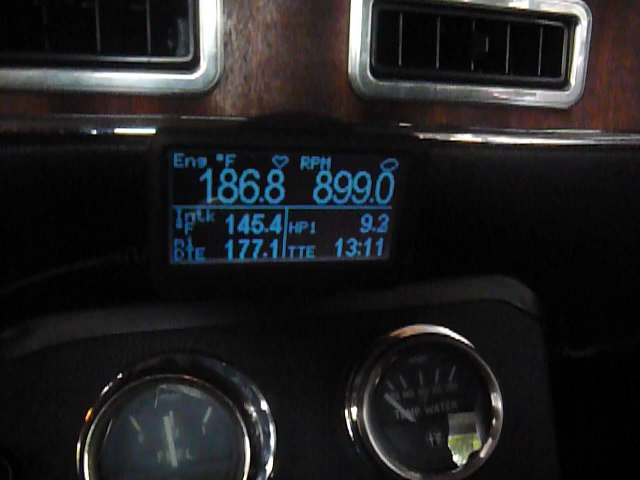 Eng °F RPM
186.8 899.0
Intk °F 145.4 HP1 9.2
DTE 177.1 TTE 13:11
FUEL
TEMP WATER
°F